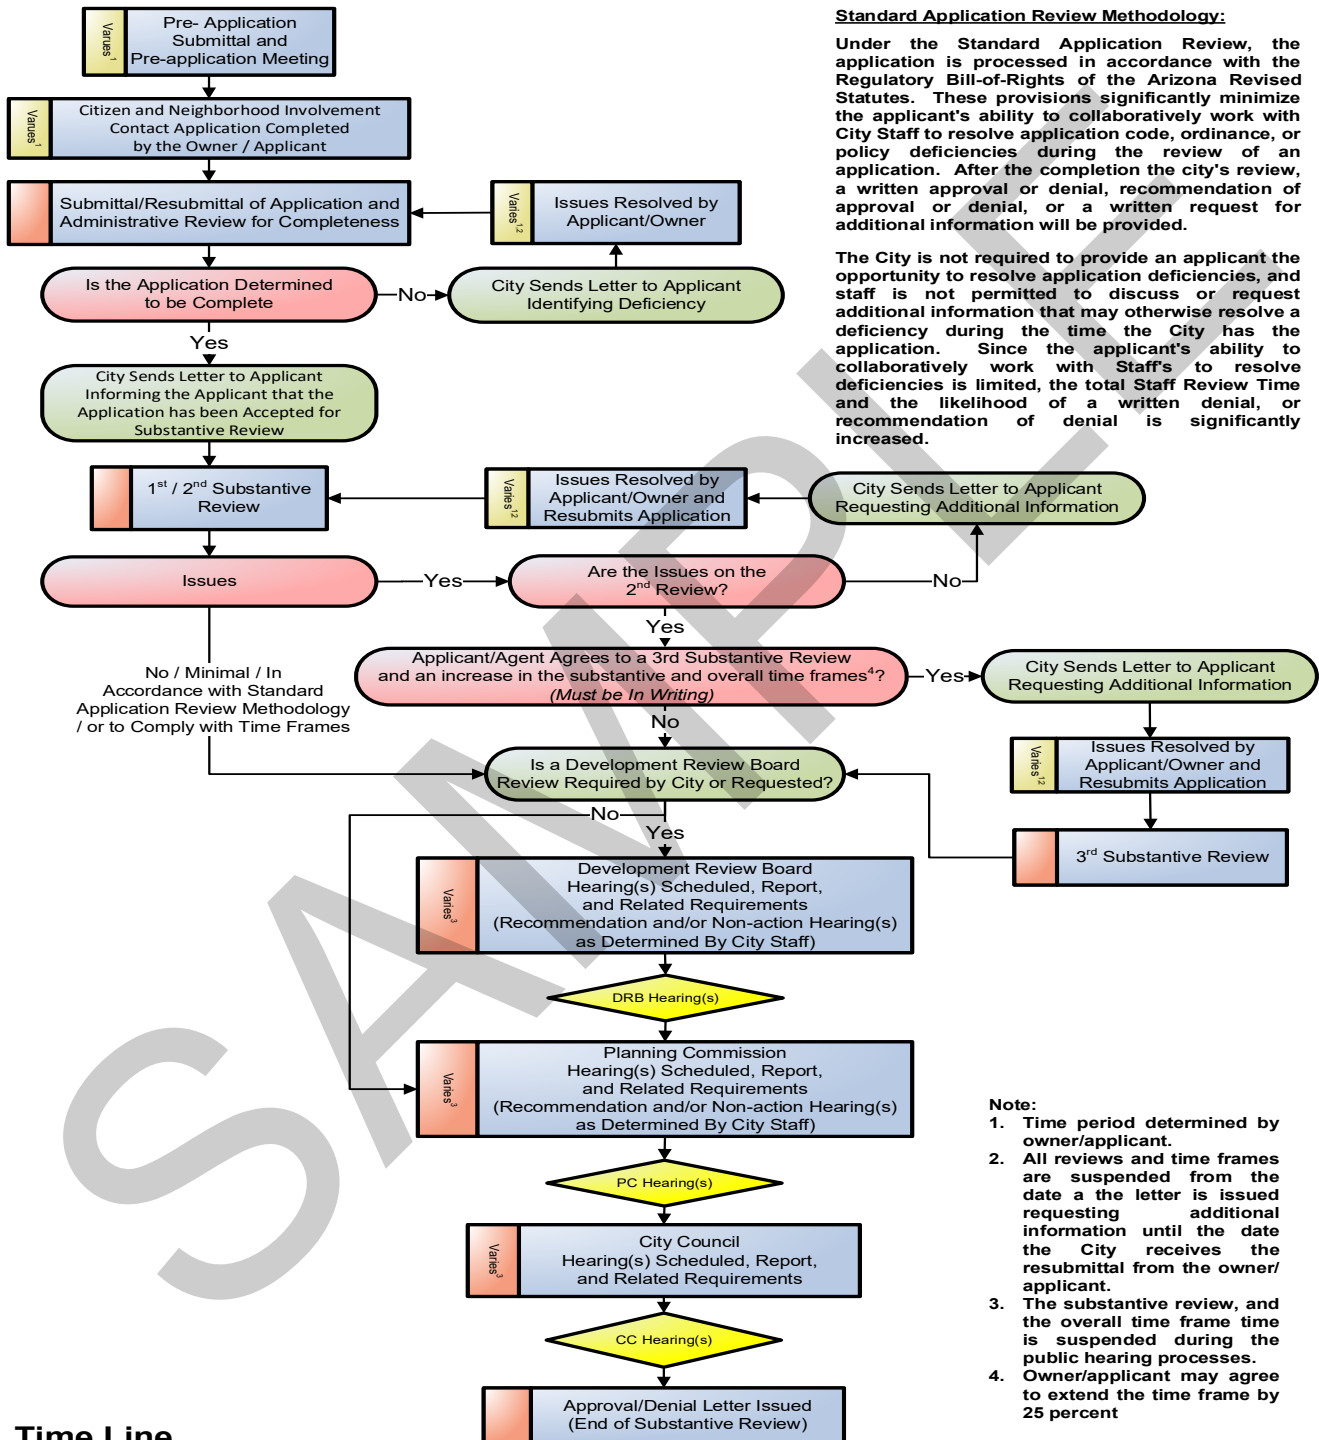 Pre- Application
Submittal and
Pre-application Meeting
Varues1
Citizen and Neighborhood Involvement
Contact Application Completed
by the Owner / Applicant
Varues1
Submittal/Resubmittal of Application and
Administrative Review for Completeness
Issues Resolved by
Applicant/Owner
Varies1,2
Is the Application Determined
to be Complete
No
City Sends Letter to Applicant
Identifying Deficiency
Yes
City Sends Letter to Applicant
Informing the Applicant that the
Application has been Accepted for
Substantive Review
Standard Application Review Methodology:
Under the Standard Application Review, the
application is processed in accordance with the
Regulatory Bill-of-Rights of the Arizona Revised
Statutes. These provisions significantly minimize
the applicant's ability to collaboratively work with
City Staff to resolve application code, ordinance, or
policy deficiencies during the review of an
application. After the completion the city's review,
a written approval or denial, recommendation of
approval or denial, or a written request for
additional information will be provided.
The City is not required to provide an applicant the
opportunity to resolve application deficiencies, and
staff is not permitted to discuss or request
additional information that may otherwise resolve a
deficiency during the time the City has the
application. Since the applicant's ability to
collaboratively work with Staff's to resolve
deficiencies is limited, the total Staff Review Time
and the likelihood of a written denial, or
recommendation of denial is significantly
increased.
1st / 2nd Substantive
Review
Varies1,2
Issues Resolved by
Applicant/Owner and
Resubmits Application
City Sends Letter to Applicant
Requesting Additional Information
Issues
Yes
Are the Issues on the
2nd Review?
No
Yes
No / Minimal / In
Accordance with Standard
Application Review Methodology
/ or to Comply with Time Frames
Applicant/Agent Agrees to a 3rd Substantive Review
and an increase in the substantive and overall time frames4?
(Must be In Writing)
Yes
City Sends Letter to Applicant
Requesting Additional Information
No
Is a Development Review Board
Review Required by City or Requested?
Varies1,2
Issues Resolved by
Applicant/Owner and
Resubmits Application
3rd Substantive Review
No
Yes
Varies3
Development Review Board
Hearing(s) Scheduled, Report,
and Related Requirements
(Recommendation and/or Non-action Hearing(s)
as Determined By City Staff)
DRB Hearing(s)
Varies3
Planning Commission
Hearing(s) Scheduled, Report,
and Related Requirements
(Recommendation and/or Non-action Hearing(s)
as Determined By City Staff)
PC Hearing(s)
Varies3
City Council
Hearing(s) Scheduled, Report,
and Related Requirements
CC Hearing(s)
Approval/Denial Letter Issued
(End of Substantive Review)
Note:
1. Time period determined by
owner/applicant.
2. All reviews and time frames
are suspended from the
date a the letter is issued
requesting additional
information until the date
the City receives the
resubmittal from the owner/
applicant.
3. The substantive review, and
the overall time frame time
is suspended during the
public hearing processes.
4. Owner/applicant may agree
to extend the time frame by
25 percent
Time Line
SAMPLE